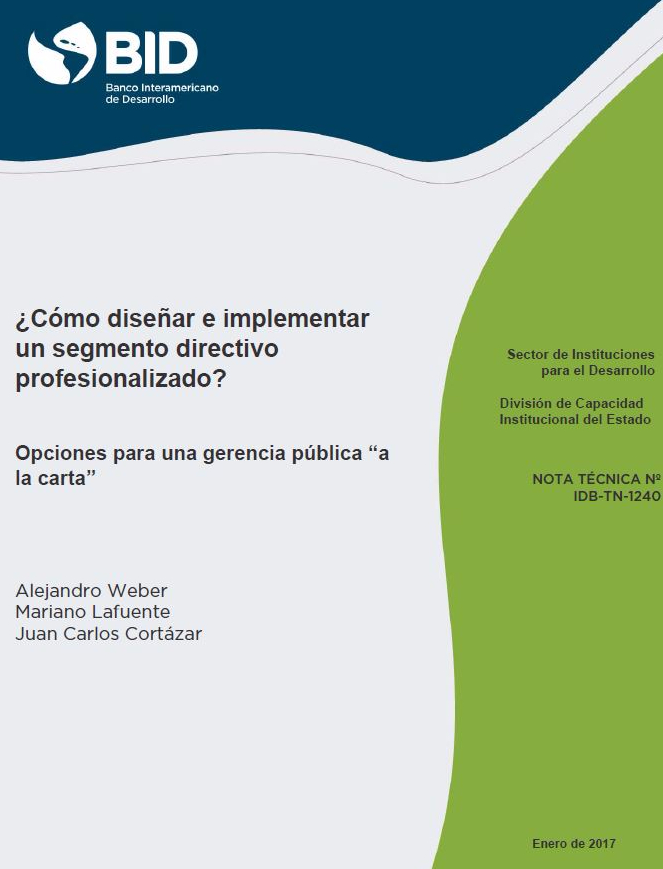 BID
Banco Interamericano
de Desarrollo
¿Cómo diseñar e implementar
un segmento directivo
profesionalizado?
Opciones para una gerencia pública “a
la carta”
Alejandro Weber
Mariano Lafuente
Juan Carlos Cortázar
Sector de Instituciones
para el Desarrollo
División de Capacidad
Institucional del Estado
NOTA TÉCNICA Nº
IDB-TN-1240
Enero de 2017